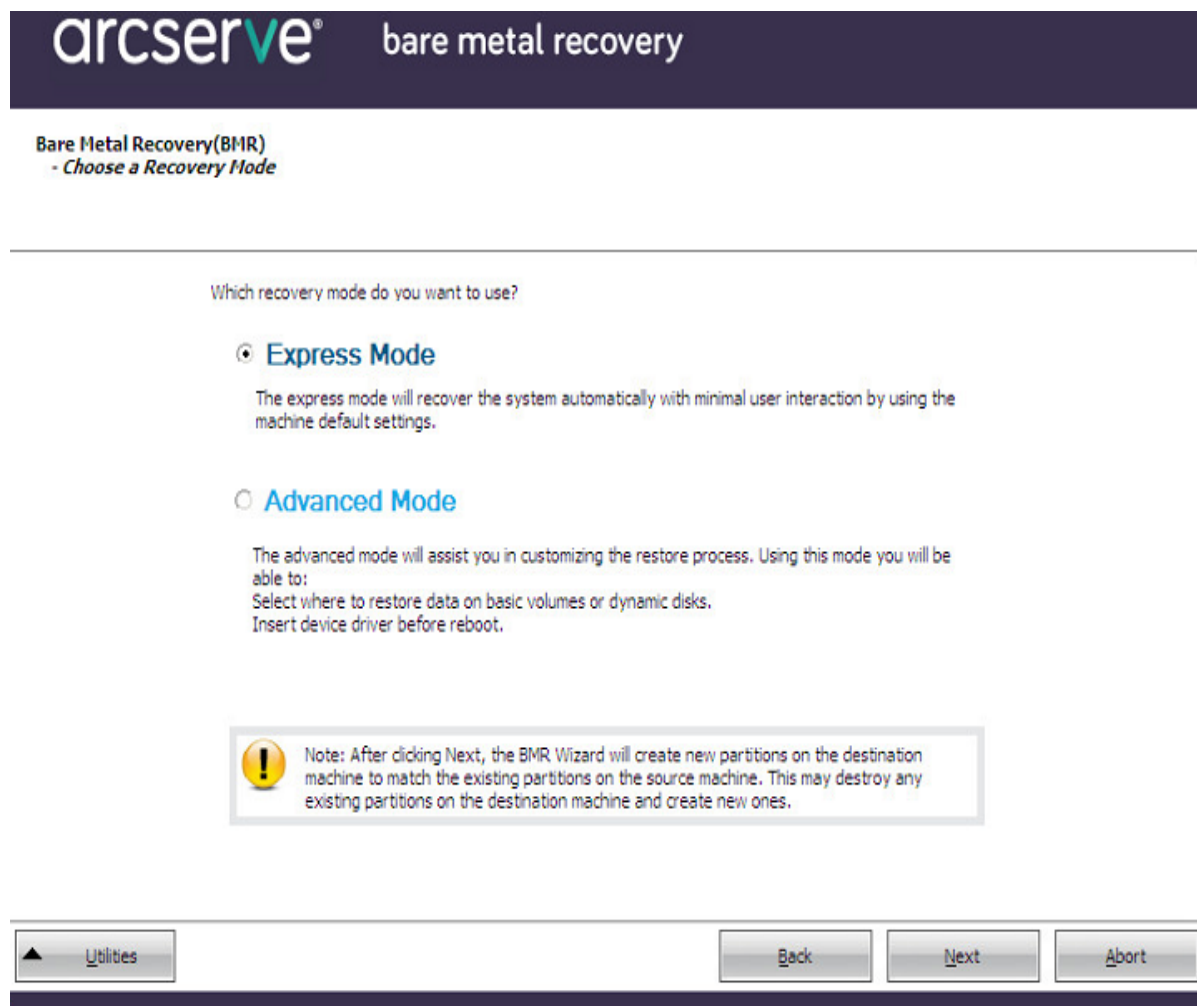 arcserve® bare metal recovery
Bare Metal Recovery(BMR)
- Choose a Recovery Mode
Which recovery mode do you want to use?
Express Mode
The express mode will recover the system automatically with minimal user interaction by using the
machine default settings.
Advanced Mode
The advanced mode will assist you in customizing the restore process. Using this mode you will be
able to:
Select where to restore data on basic volumes or dynamic disks.
Insert device driver before reboot.
Note: After clicking Next, the BMR Wizard will create new partitions on the destination
machine to match the existing partitions on the source machine. This may destroy any
existing partitions on the destination machine and create new ones.
Utilities Back Next Abort